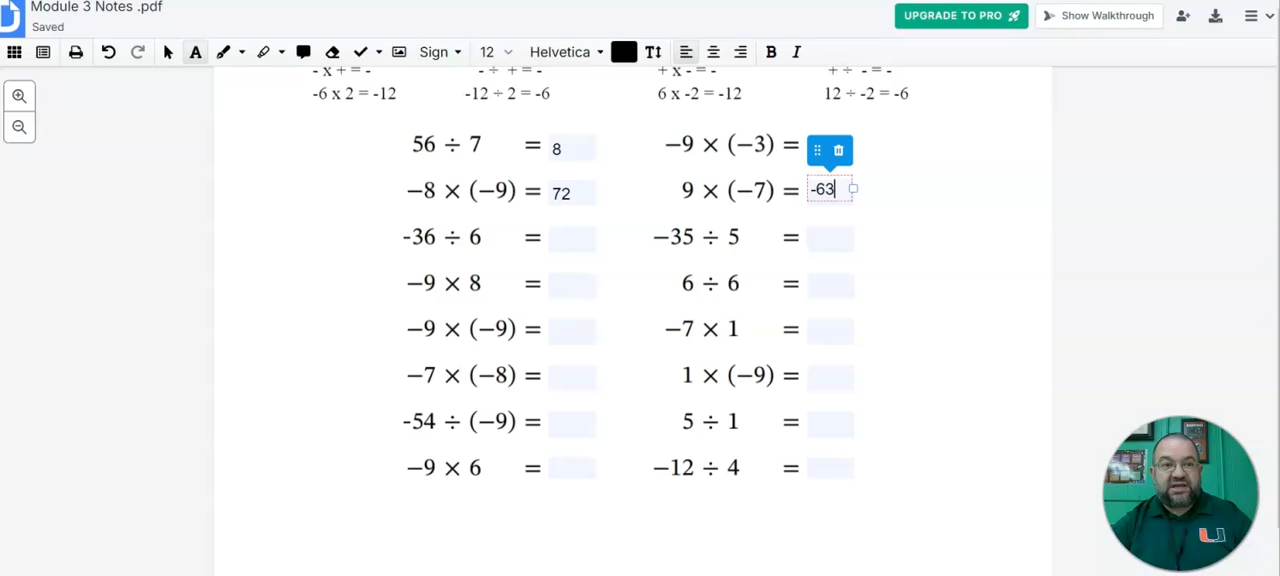 Module 3 Notes .pdf
Saved
UPGRADE TO PRO
Show Walkthrough
A
Sign
12
Helvetica
T
B
I
- x + = -
- ÷ + = -
+ x - = -
+ ÷ - = -
-6 x 2 = -12
-12 ÷ 2 = -6
6 x -2 = -12
12 ÷ -2 = -6
56 ÷ 7 = 8
−9 × (−3) =
−8 × (−9) = 72
9 × (−7) = -63
-36 ÷ 6 =
−35 ÷ 5 =
−9 × 8 =
6 ÷ 6 =
−9 × (−9) =
−7 × 1 =
−7 × (−8) =
1 × (−9) =
-54 ÷ (−9) =
5 ÷ 1 =
−9 × 6 =
−12 ÷ 4 =
U